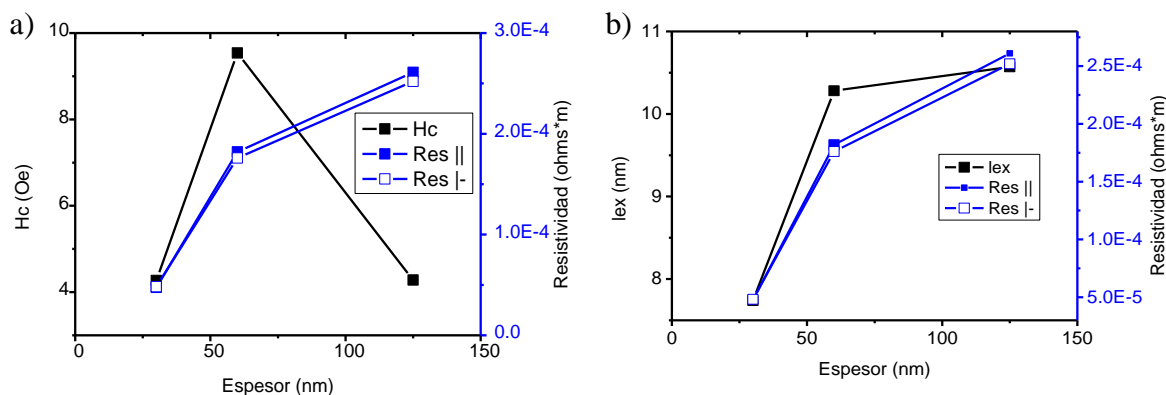 a)
10
8
6
4
Hc (Oe)
0
50
100
150
Espesor (nm)
3.0E-4
2.0E-4
1.0E-4
0.0
Resistividad (ohms*m)
Hc
Res ||
Res |-
b)
11
10
9
8
lex (nm)
0
50
100
150
Espesor (nm)
2.5E-4
2.0E-4
1.5E-4
1.0E-4
5.0E-5
Resistividad (ohms*m)
lex
Res ||
Res |-